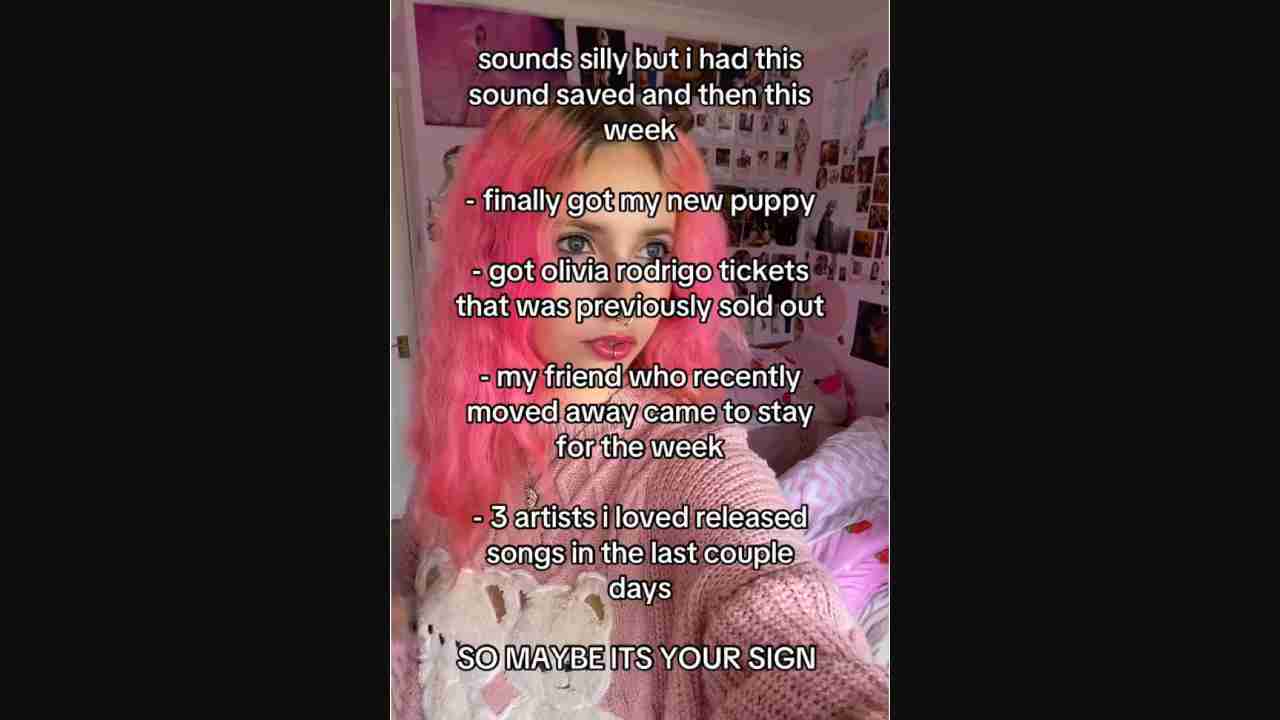 sounds silly but i had this
sound saved and then this
week
- finally got my new puppy
- got olivia rodrigo tickets
that was previously sold out
- my friend who recently
moved away came to stay
for the week
- 3 artists i loved released
songs in the last couple
days
SO MAYBE ITS YOUR SIGN